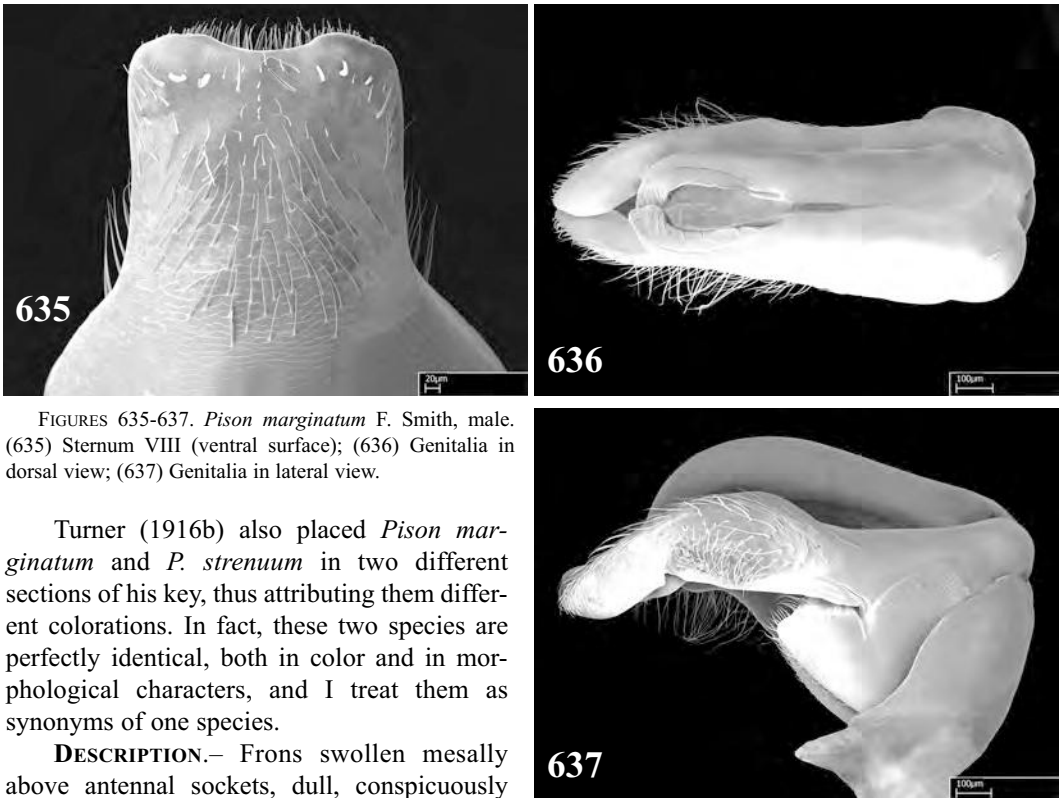 635
20µm
636
100µm
FIGURES 635-637. Pison marginatum F. Smith, male.
(635) Sternum VIII (ventral surface); (636) Genitalia in
dorsal view; (637) Genitalia in lateral view.
Turner (1916b) also placed Pison mar-
ginatum and P. strenuum in two different
sections of his key, thus attributing them differ-
ent colorations. In fact, these two species are
perfectly identical, both in color and in mor-
phological characters, and I treat them as
synonyms of one species.
DESCRIPTION.– Frons swollen mesally
above antennal sockets, dull, conspicuously
637
100µm